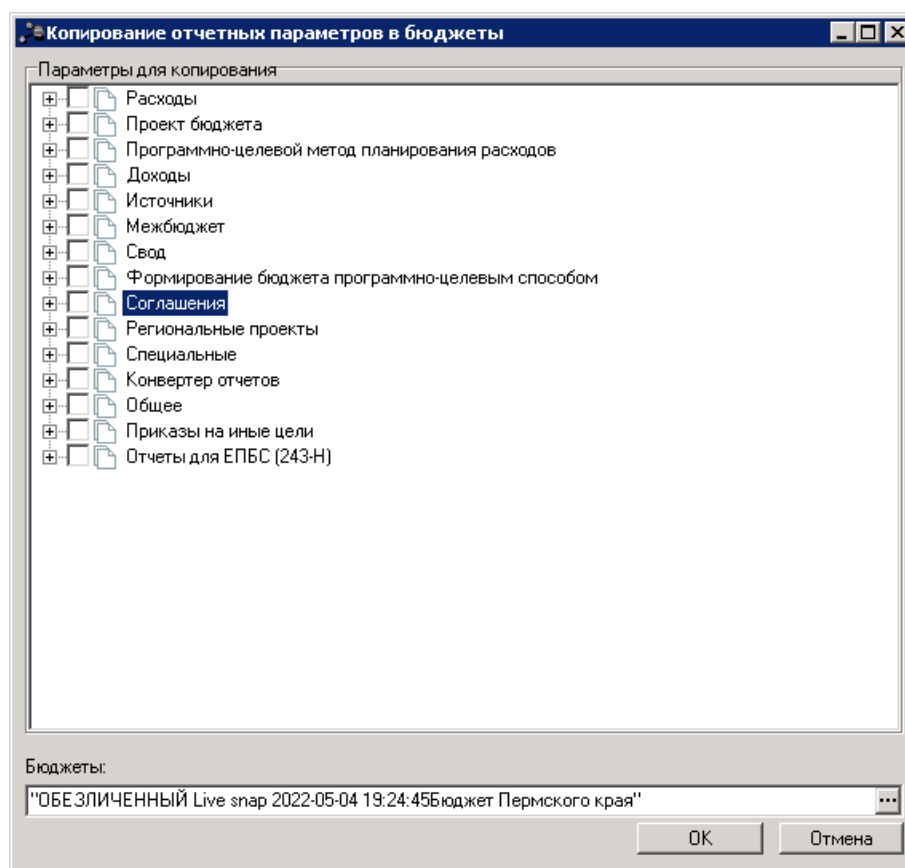 Копирование отчетных параметров в бюджеты
Параметры для копирования
Расходы
Проект бюджета
Программно-целевой метод планирования расходов
Доходы
Источники
Межбюджет
Свод
Формирование бюджета программно-целевым способом
Соглашения
Региональные проекты
Специальные
Конвертер отчетов
Общее
Приказы на иные цели
Отчеты для ЕПБС (243-Н)
Бюджеты:
"ОБЕЗЛИЧЕННЫЙ Live snap 2022-05-04 19:24:45Бюджет Пермского края"
...
OK Отмена